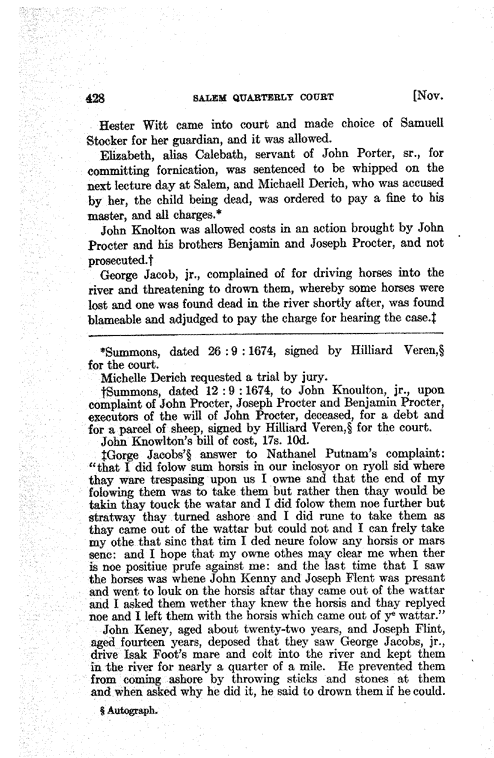 428 SALEM QUARTERLY COURT [Nov.
Hester Witt came into court and made choice of Samuell
Stocker for her guardian, and it was allowed.
Elizabeth, alias Calebath, servant of John Porter, sr., for
committing fornication, was sentenced to be whipped on the
next lecture day at Salem, and Michaell Derich, who was accused
by her, the child being dead, was ordered to pay a fine to his
master, and all charges.*
John Knolton was allowed costs in an action brought by John
Procter and his brothers Benjamin and Joseph Procter, and not
prosecuted.†
George Jacob, jr., complained of for driving horses into the
river and threatening to drown them, whereby some horses were
lost and one was found dead in the river shortly after, was found
blameable and adjudged to pay the charge for hearing the case.‡
*Summons, dated 26 : 9 : 1674, signed by Hilliard Veren,§
for the court.
Michelle Derich requested a trial by jury.
†Summons, dated 12 : 9 : 1674, to John Knoulton, jr., upon
complaint of John Procter, Joseph Procter and Benjamin Procter,
executors of the will of John Procter, deceased, for a debt and
for a parcel of sheep, signed by Hilliard Veren,§ for the court.
John Knowlton's bill of cost, 17s. 10d.
‡Gorge Jacobs'§ answer to Nathanel Putnam's complaint:
"that I did folow sum horsis in our inclosyor on ryoll sid where
thay ware trespasing upon us I owne and that the end of my
folowing them was to take them but rather then thay would be
takin thay touck the watar and I did folow them noe further but
stratway thay turned ashore and I did rune to take them as
thay came out of the wattar but could not and I can frely take
my othe that sinc that tim I ded neure folow any horsis or mars
senc: and I hope that my owne othes may clear me when ther
is noe positiue prufe against me: and the last time that I saw
the horses was whene John Kenny and Joseph Flent was presant
and went to louk on the horsis aftar thay came out of the wattar
and I asked them wether thay knew the horsis and thay replyed
noe and I left them with the horsis which came out of yᵉ wattar."
John Keney, aged about twenty-two years, and Joseph Flint,
aged fourteen years, deposed that they saw George Jacobs, jr.,
drive Isak Foot's mare and colt into the river and kept them
in the river for nearly a quarter of a mile. He prevented them
from coming ashore by throwing sticks and stones at them
and when asked why he did it, he said to drown them if he could.
§ Autograph.